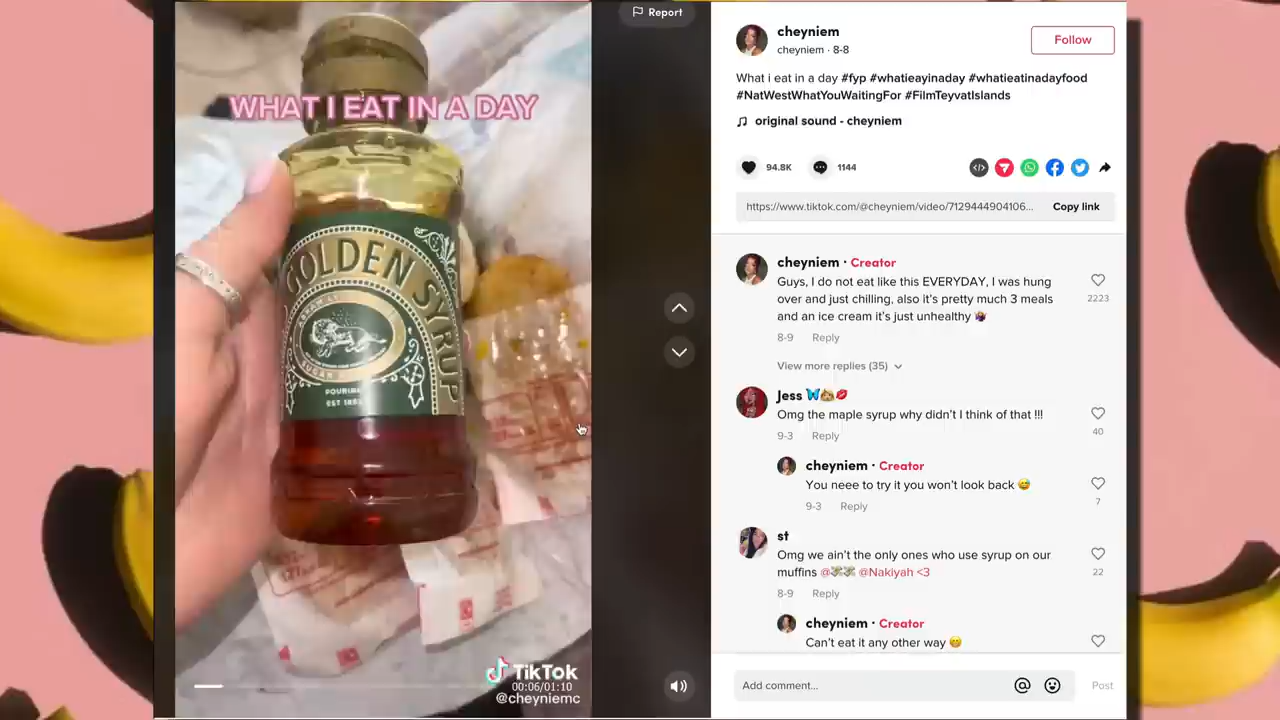 Report
WHAT I EAT IN A DAY
GOLDEN SYRUP
POURING
TikTok
00:06/01:10
@cheyniemc
cheyniem
cheyniem · 8-8
Follow
What i eat in a day #fyp #whatieayinaday #whatieatinadayfood
#NatWestWhatYouWaitingFor #FilmTeyvatIslands
original sound - cheyniem
94.8K
1144
https://www.tiktok.com/@cheyniem/video/7129444904106...
Copy link
cheyniem · Creator
Guys, I do not eat like this EVERYDAY, I was hung
over and just chilling, also it's pretty much 3 meals
and an ice cream it's just unhealthy 🤷🏾‍♀️
2223
8-9 Reply
View more replies (35)
Jess 🦋👸🏼💋
Omg the maple syrup why didn't I think of that !!!
40
9-3 Reply
cheyniem · Creator
You neee to try it you won't look back 😅
7
9-3 Reply
st
Omg we ain't the only ones who use syrup on our
muffins @💸💸 @Nakiyah <3
22
8-9 Reply
cheyniem · Creator
Can't eat it any other way 😁
Add comment...
Post